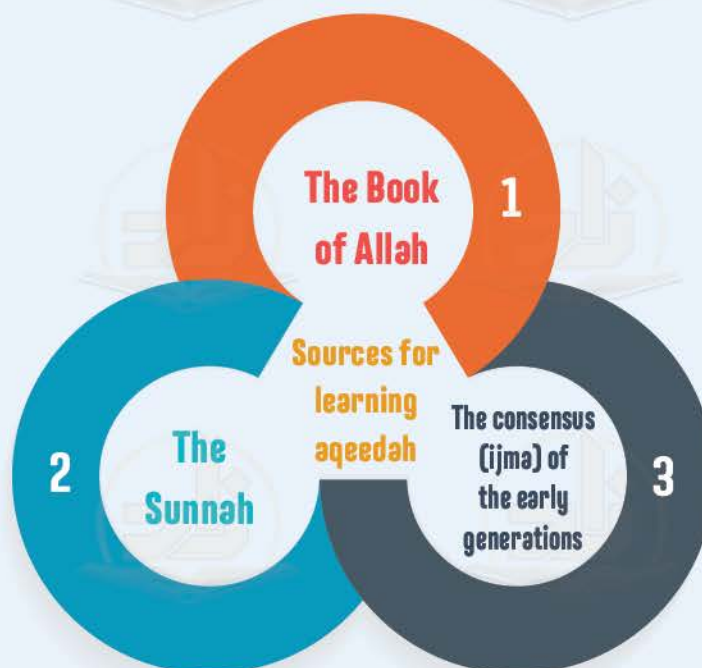 The Book
of Allah
1
Sources for
learning
aqeedah
2
The
Sunnah
The consensus
(ijma) of
the early
generations
3